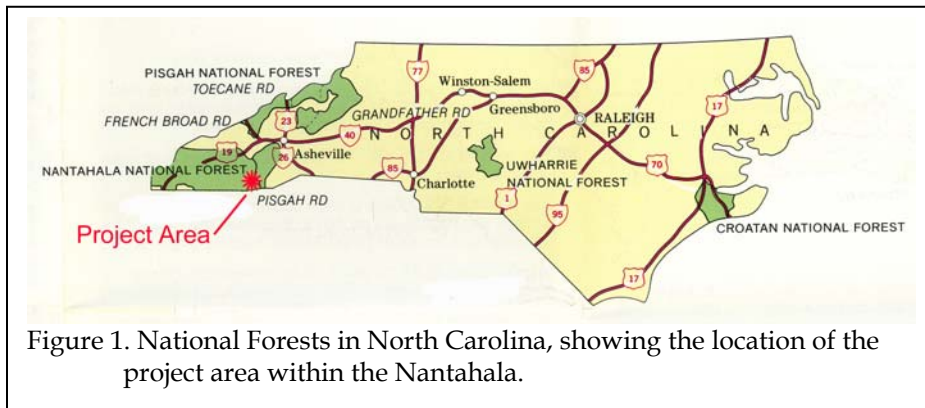 PISGAH NATIONAL FOREST
TOECANE RD
FRENCH BROAD RD
GRANDFATHER RD
77
85
Winston-Salem
Greensboro
RALEIGH
17
23
40
NORTH CAROLINA
19
26
Asheville
NANTAHALA NATIONAL FOREST
PISGAH RD
Project Area
85
Charlotte
UWHARRIE
NATIONAL FOREST
1
95
70
CROATAN NATIONAL FOREST
17
Figure 1. National Forests in North Carolina, showing the location of the
project area within the Nantahala.